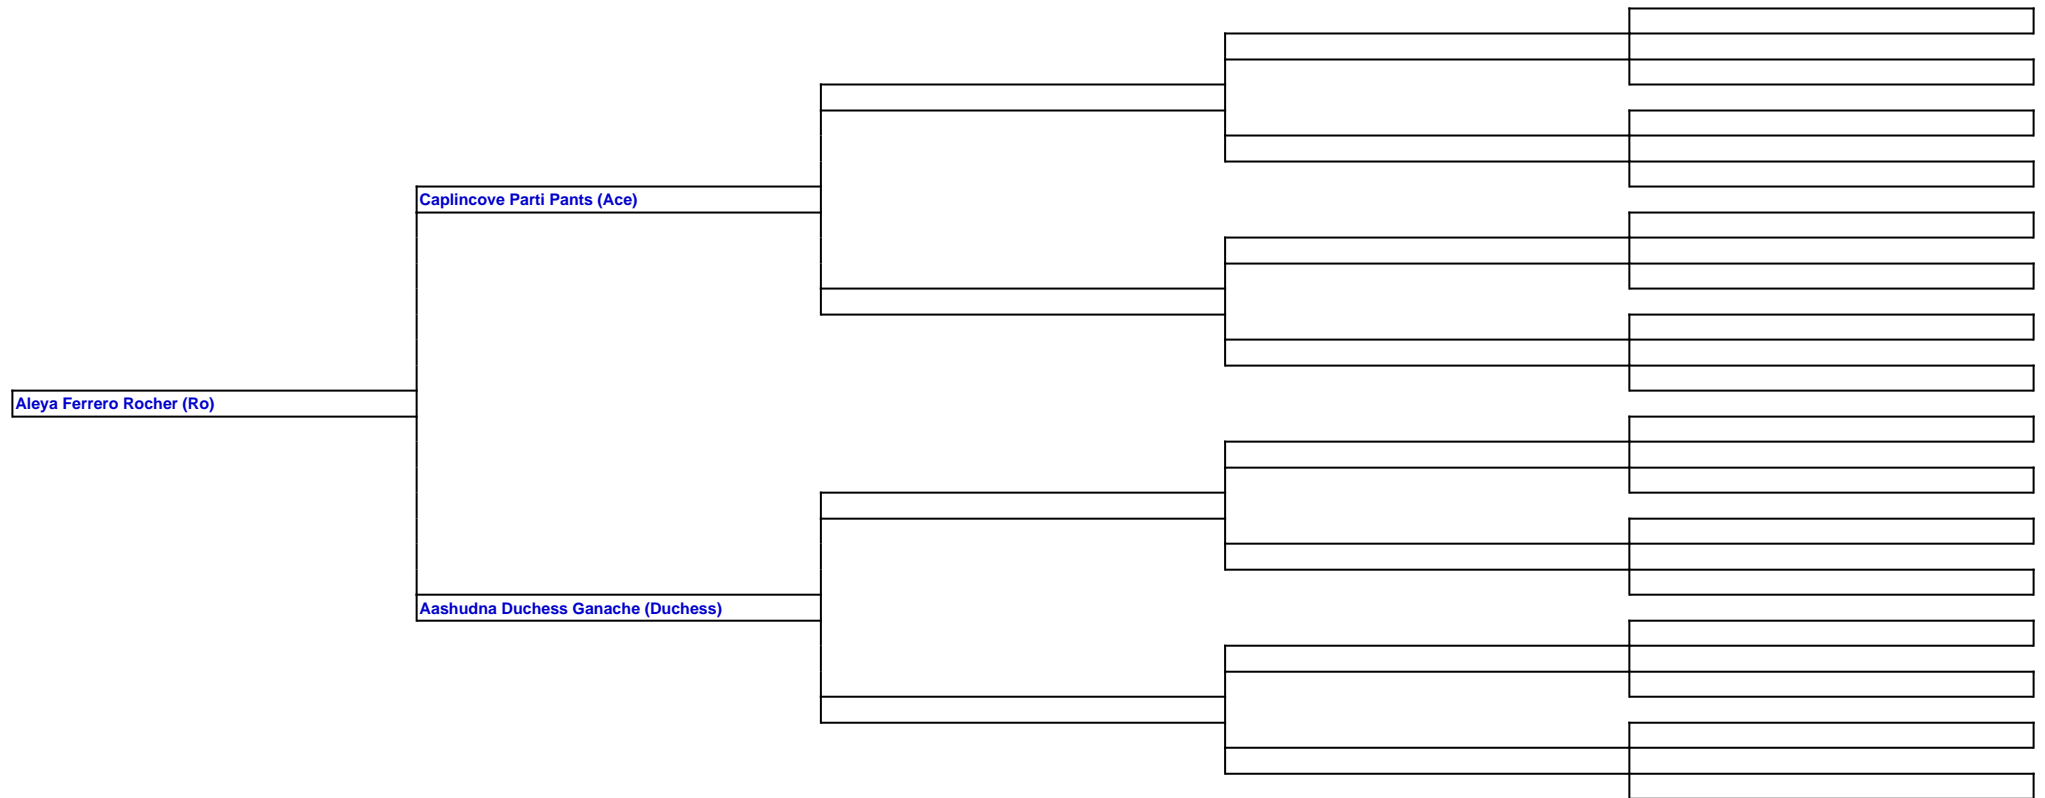 Caplincove Parti Pants (Ace)
Aleya Ferrero Rocher (Ro)
Aashudna Duchess Ganache (Duchess)